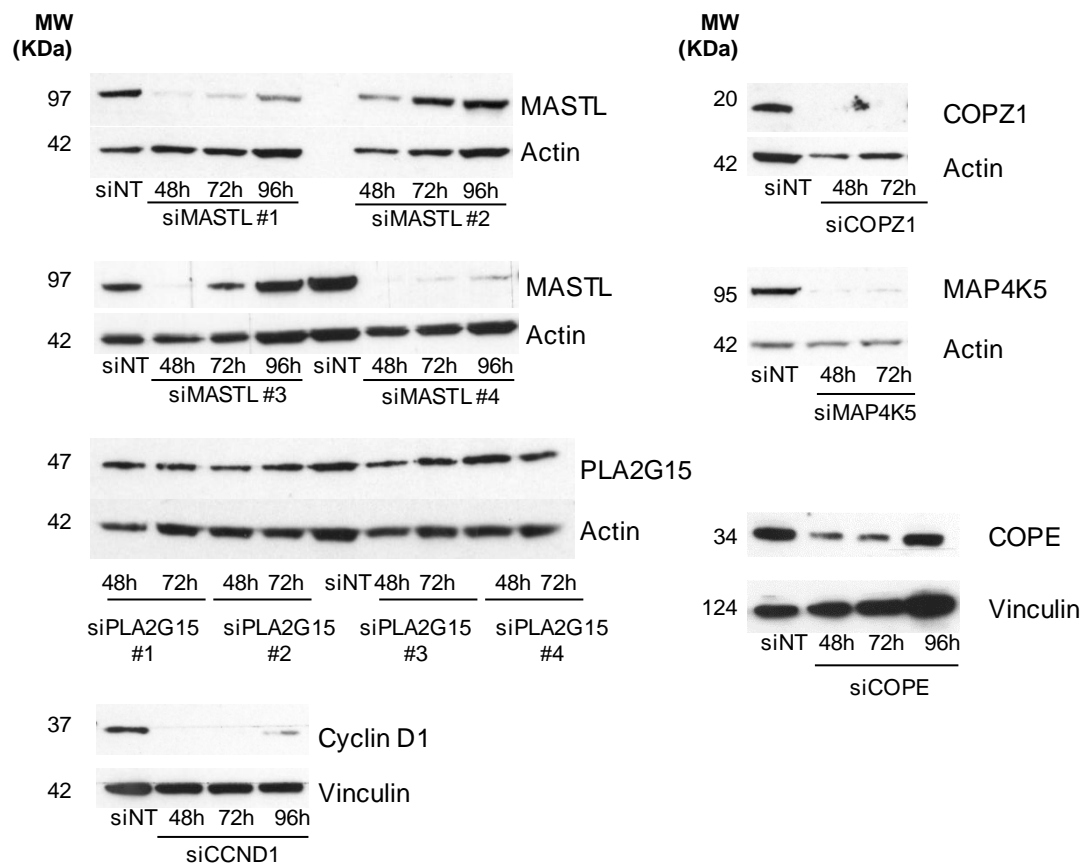 MW
(KDa)
97
MASTL
42
Actin
siNT 48h 72h 96h 48h 72h 96h
siMASTL #1 siMASTL #2
97
MASTL
42
Actin
siNT 48h 72h 96h siNT 48h 72h 96h
siMASTL #3 siMASTL #4
47
PLA2G15
42
Actin
48h 72h 48h 72h siNT 48h 72h 48h 72h
siPLA2G15 siPLA2G15 siPLA2G15 siPLA2G15
#1 #2 #3 #4
37
Cyclin D1
42
Vinculin
siNT 48h 72h 96h
siCCND1
MW
(KDa)
20
COPZ1
42
Actin
siNT 48h 72h
siCOPZ1
95
MAP4K5
42
Actin
siNT 48h 72h
siMAP4K5
34
COPE
124
Vinculin
siNT 48h 72h 96h
siCOPE